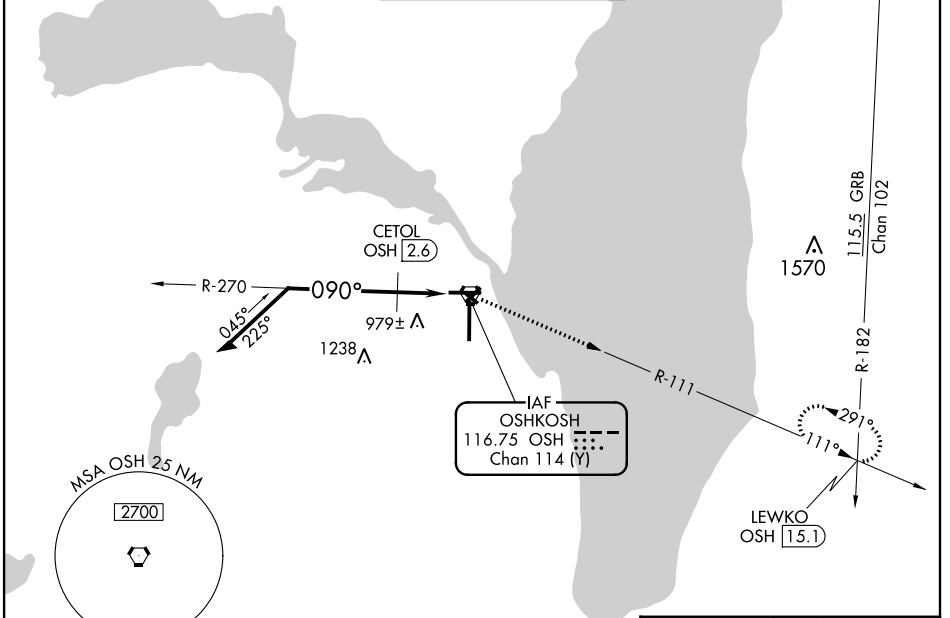 115.5 GRB
Chan 102
1570
CETOL
OSH 2.6
R-270
090°
045°
225°
979±
1238
R-182
R-111
IAF
OSHKOSH
116.75 OSH
Chan 114 (Y)
291°
111°
LEWKO
OSH 15.1
MSA OSH 25 NM
2700